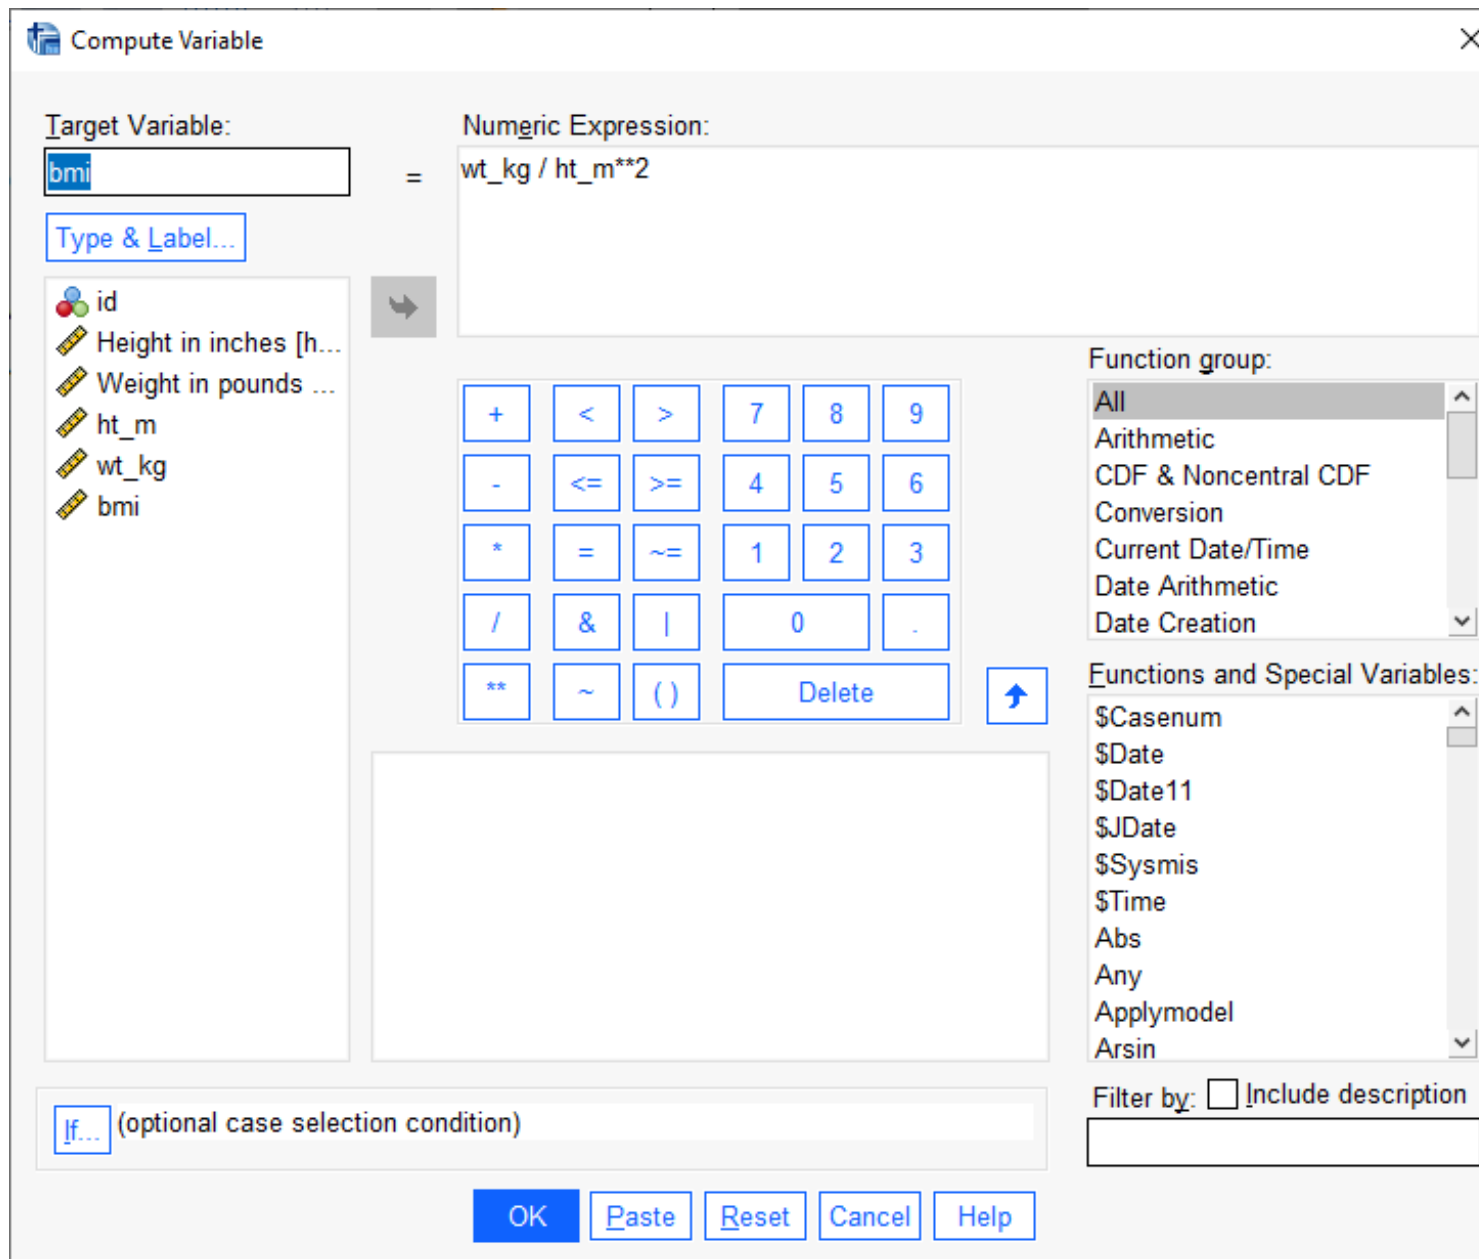 Compute Variable
Target Variable:
Numeric Expression:
bmi
=
wt_kg / ht_m**2
Type & Label...
id
Height in inches [h...
Weight in pounds ...
ht_m
wt_kg
bmi
+ < > 7 8 9
- <= >= 4 5 6
* = ~= 1 2 3
/ & | 0 .
** ~ ( ) Delete
Function group:
All
Arithmetic
CDF & Noncentral CDF
Conversion
Current Date/Time
Date Arithmetic
Date Creation
Functions and Special Variables:
$Casenum
$Date
$Date11
$JDate
$Sysmis
$Time
Abs
Any
Applymodel
Arsin
If... (optional case selection condition)
Filter by: Include description
OK Paste Reset Cancel Help